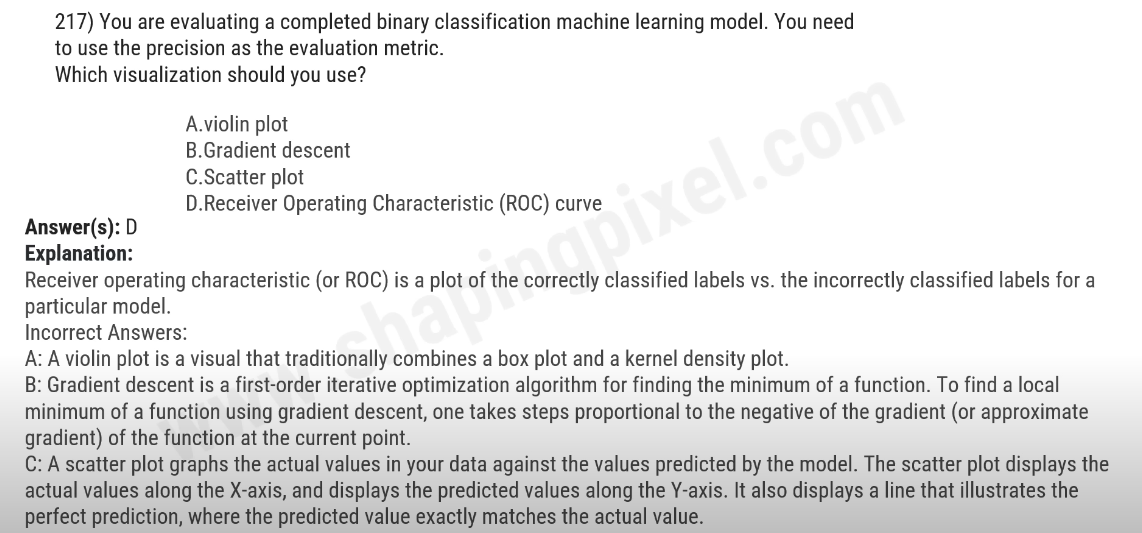 217) You are evaluating a completed binary classification machine learning model. You need
to use the precision as the evaluation metric.
Which visualization should you use?
A.violin plot
B.Gradient descent
C.Scatter plot
D.Receiver Operating Characteristic (ROC) curve
Answer(s): D
Explanation:
Receiver operating characteristic (or ROC) is a plot of the correctly classified labels vs. the incorrectly classified labels for a
particular model.
Incorrect Answers:
A: A violin plot is a visual that traditionally combines a box plot and a kernel density plot.
B: Gradient descent is a first-order iterative optimization algorithm for finding the minimum of a function. To find a local
minimum of a function using gradient descent, one takes steps proportional to the negative of the gradient (or approximate
gradient) of the function at the current point.
C: A scatter plot graphs the actual values in your data against the values predicted by the model. The scatter plot displays the
actual values along the X-axis, and displays the predicted values along the Y-axis. It also displays a line that illustrates the
perfect prediction, where the predicted value exactly matches the actual value.
www.shapingpixel.com